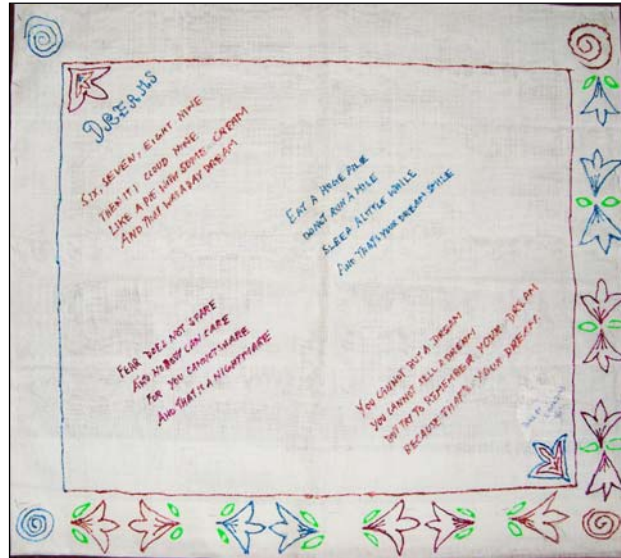 DREAMS
SIX, SEVEN, EIGHT NINE
THEN IT'S CLOUD NINE
LIKE A PIE WITH SOME CREAM
AND THAT WAS A DAY DREAM
EAT A HUGE PILE
DON'T RUN A MILE
SLEEP A LITTLE WHILE
AND THAT'S YOUR DREAM SMILE
FEAR DOES NOT SPARE
AND NOBODY CAN CARE
FOR YOU CANNOT SHARE
AND THAT IS A NIGHTMARE
YOU CANNOT BUY A DREAM
YOU CANNOT SELL A DREAM
DON'T TRY TO REMEMBER YOUR DREAM
BECAUSE THAT'S YOUR DREAM.